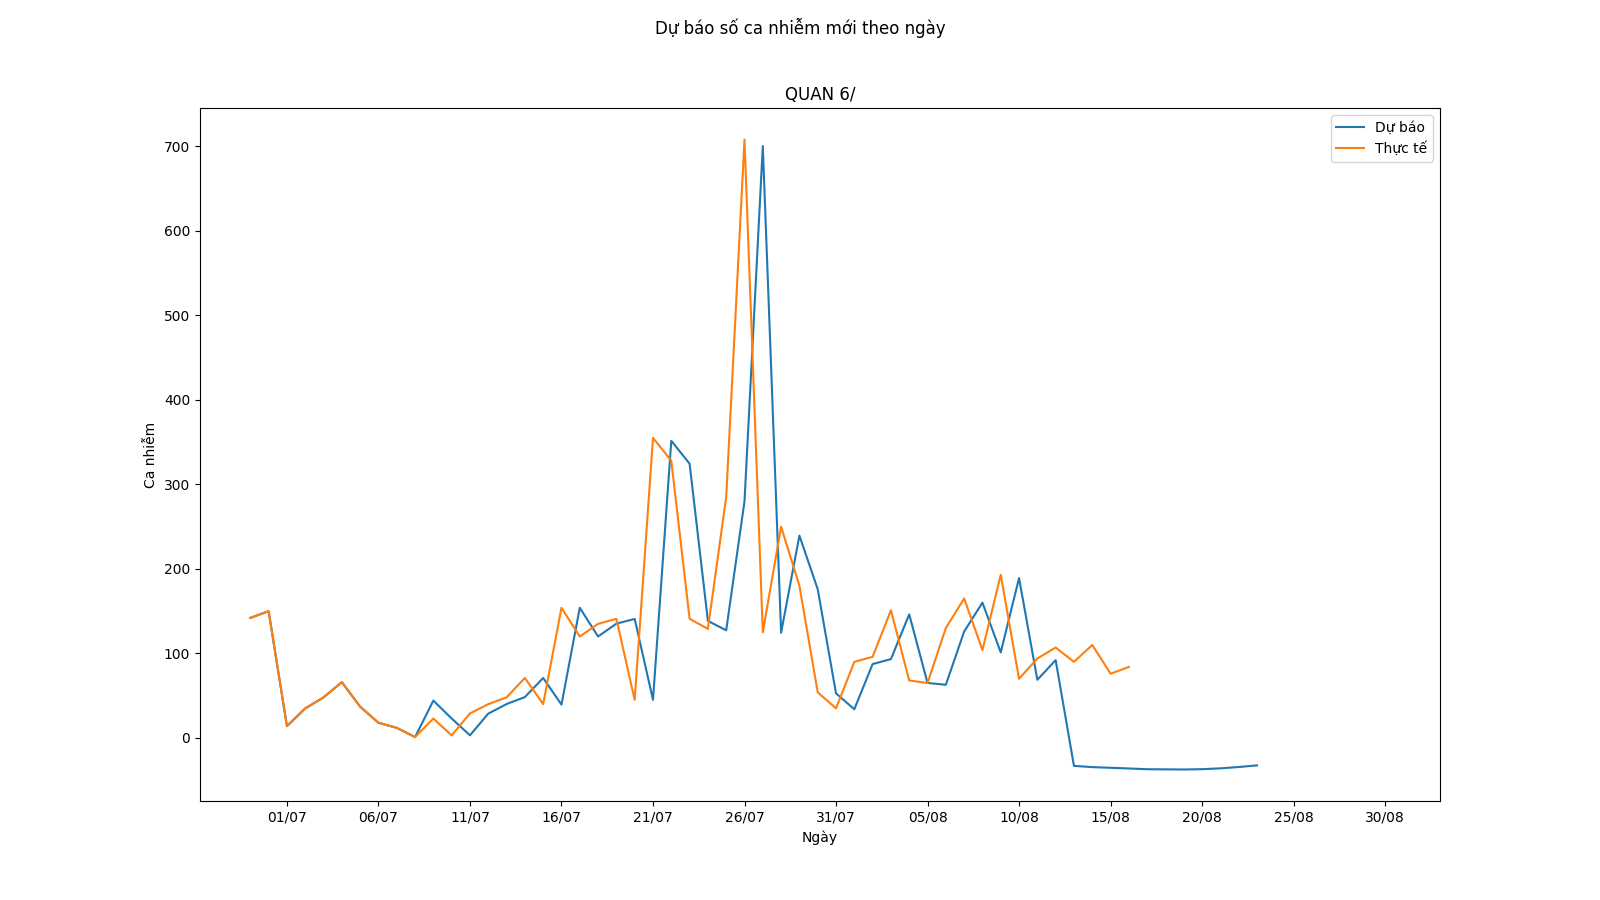 Dự báo số ca nhiễm mới theo ngày
QUAN 6/
Dự báo
Thực tế
700
600
500
400
300
200
100
0
Ca nhiễm
01/07 06/07 11/07 16/07 21/07 26/07 31/07 05/08 10/08 15/08 20/08 25/08 30/08
Ngày